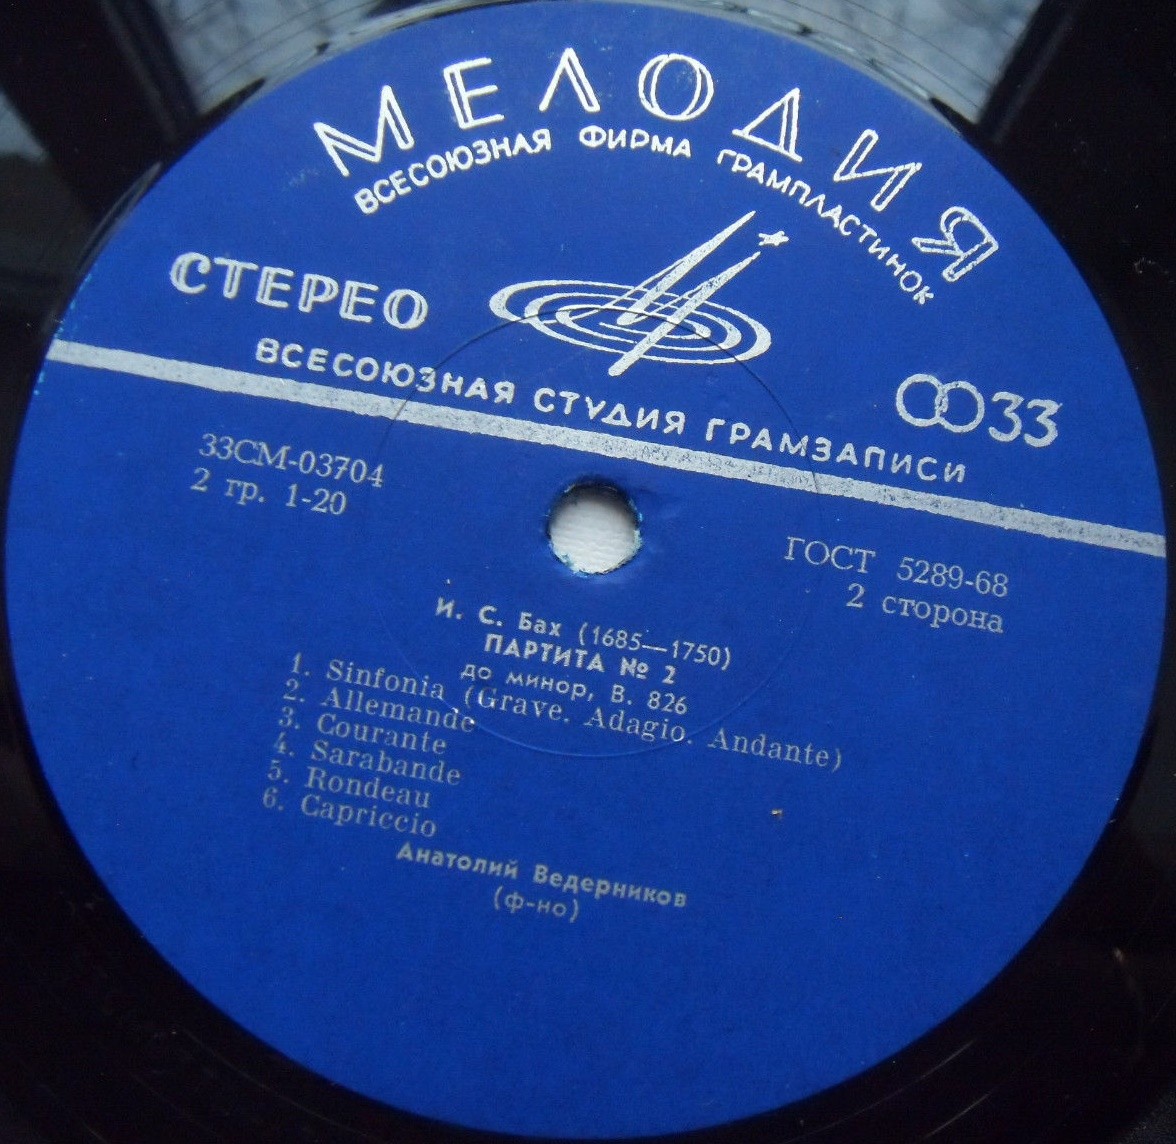 МЕЛОДИЯ
ВСЕСОЮЗНАЯ ФИРМА ГРАМПЛАСТИНОК
СТЕРЕО
33
ВСЕСОЮЗНАЯ СТУДИЯ ГРАМЗАПИСИ
33СМ-03704
2 гр. 1-20
ГОСТ 5289-68
2 сторона
И. С. Бах (1685—1750)
ПАРТИТА № 2
до минор, В. 826
1. Sinfonia (Grave. Adagio. Andante)
2. Allemande
3. Courante
4. Sarabande
5. Rondeau
6. Capriccio
Анатолий Ведерников
(ф-но)